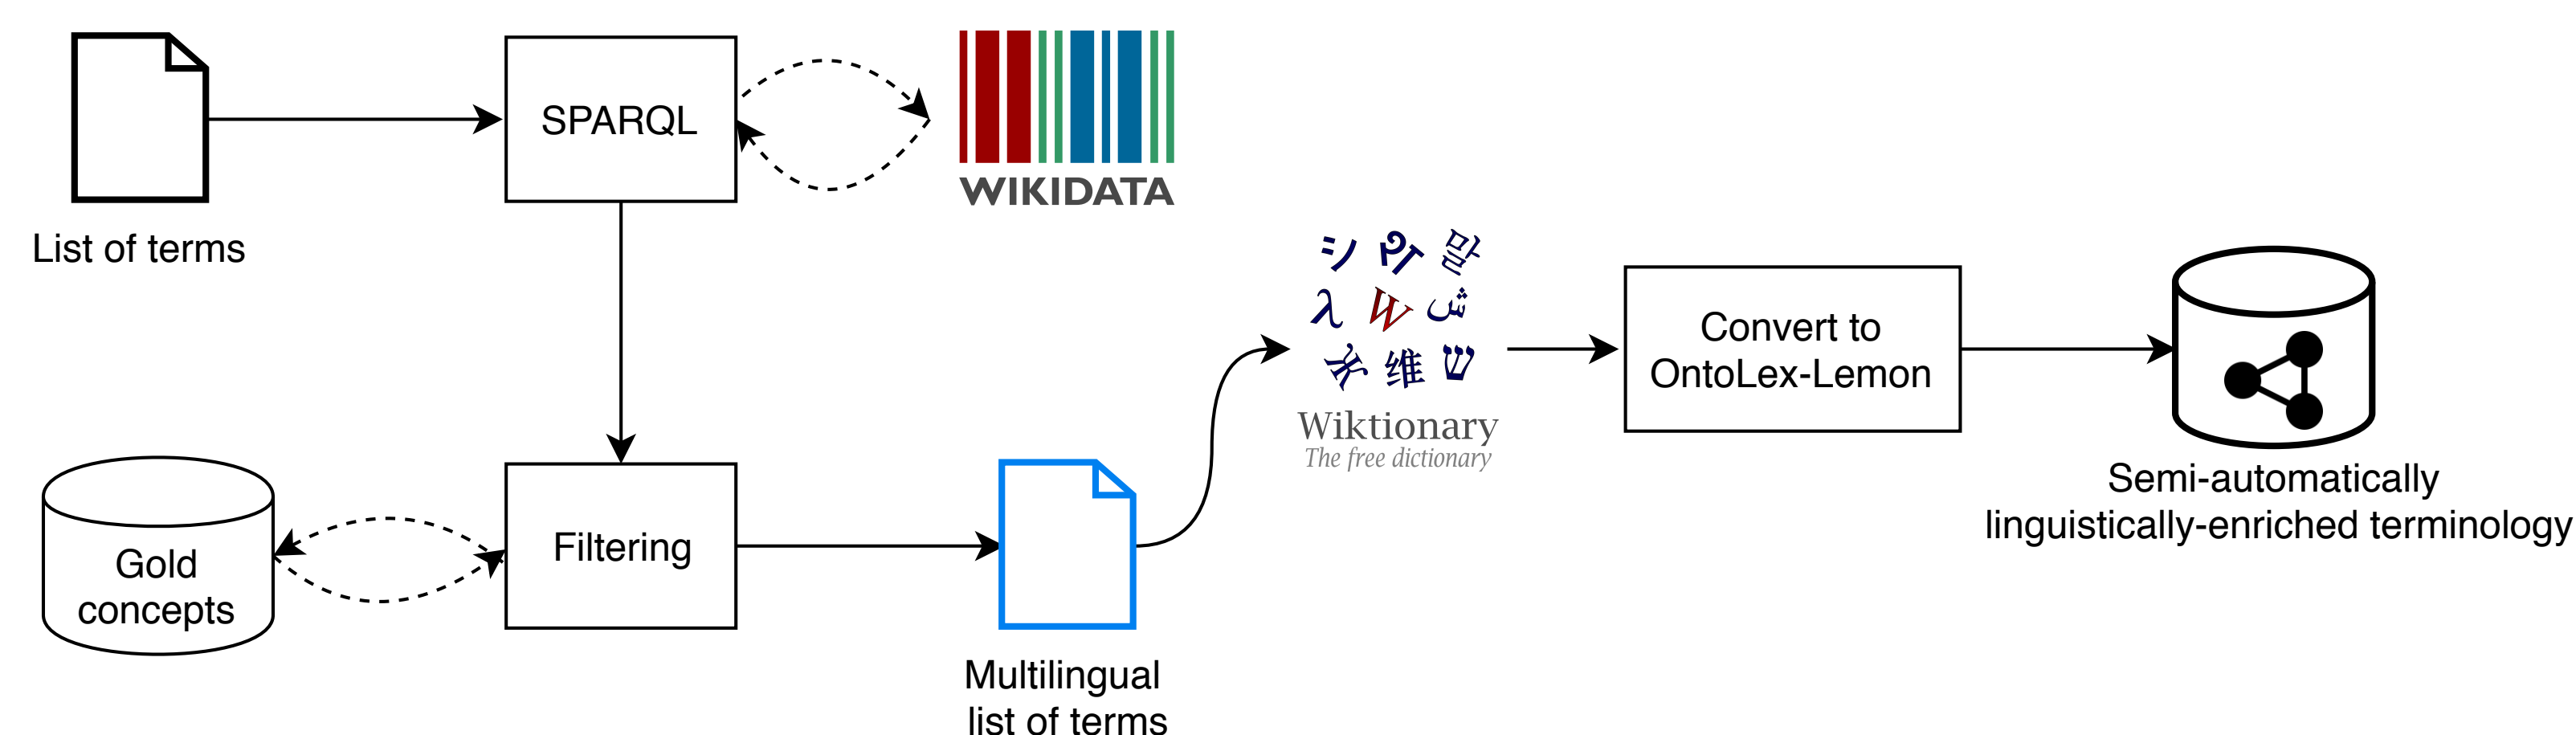 List of terms
SPARQL
WIKIDATA
Gold
concepts
Filtering
Multilingual
list of terms
シ
말
λ W ش
维 ש
Wiktionary
The free dictionary
Convert to
OntoLex-Lemon
Semi-automatically
linguistically-enriched terminology